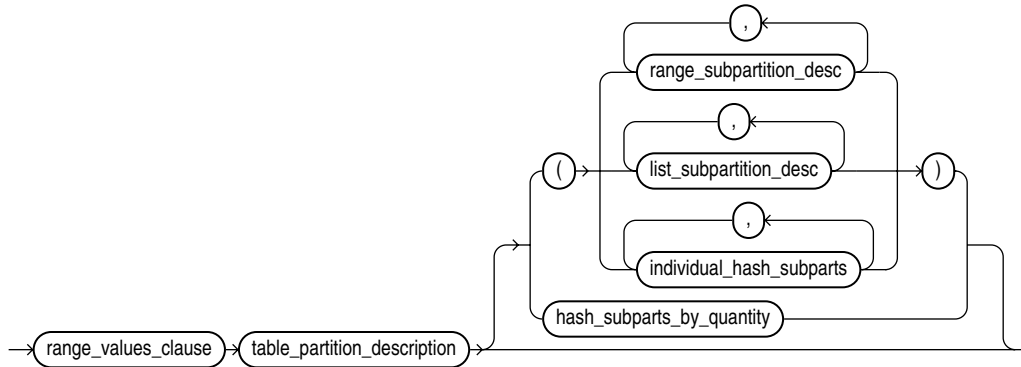 ,
range_subpartition_desc
,
( list_subpartition_desc )
,
individual_hash_subparts
hash_subparts_by_quantity
range_values_clause table_partition_description